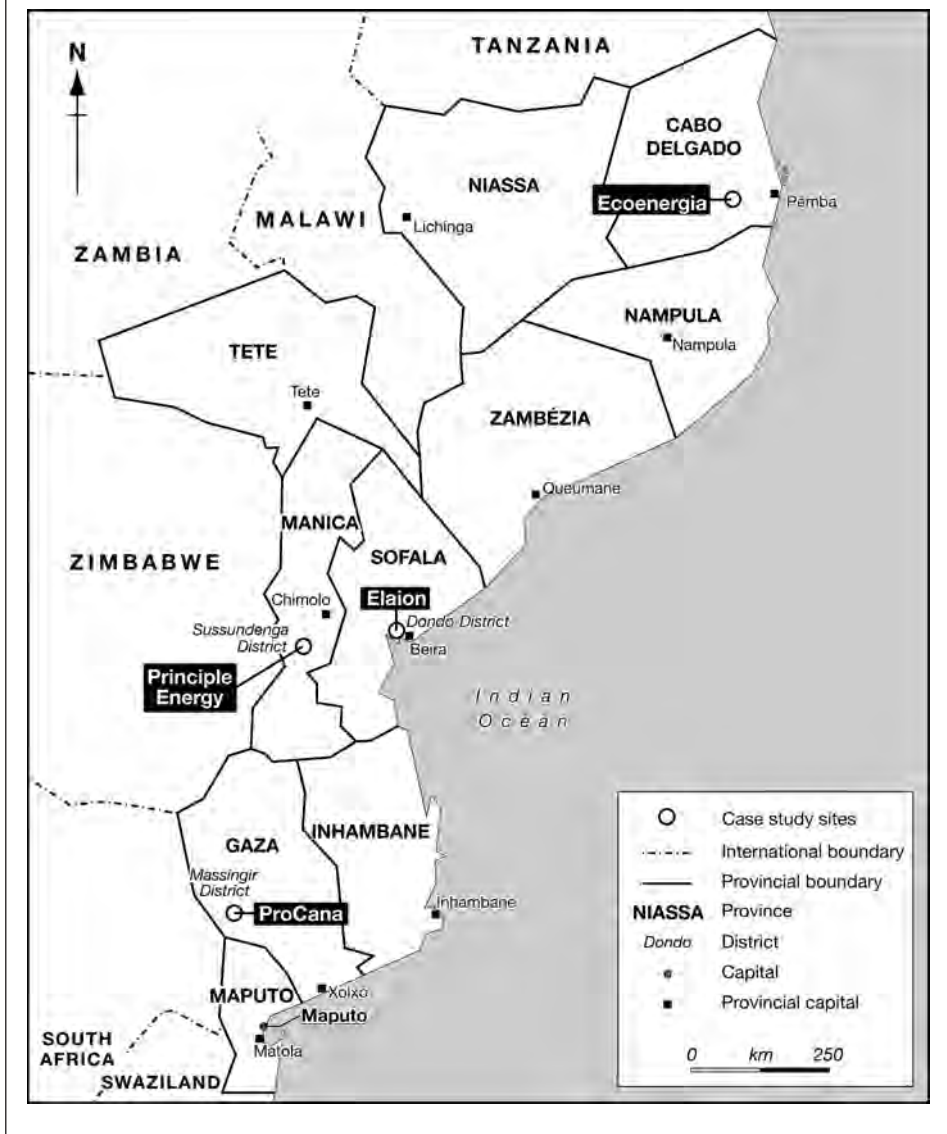 N
TANZANIA
CABO
DELGADO
NIASSA
Ecoenergia
Pemba
Lichinga
MALAWI
ZAMBIA
NAMPULA
Nampula
TETE
Tete
ZAMBÉZIA
Queumane
MANICA
SOFALA
ZIMBABWE
Chimolo
Elaion
Dondo District
Beira
Sussundenga
District
Principle
Energy
Indian
Ocean
GAZA
INHAMBANE
Massingir
District
ProCana
Inhambane
MAPUTO
Xoixo
Maputo
Matola
SOUTH
AFRICA
SWAZILAND
Case study sites
International boundary
Provincial boundary
NIASSA Province
Dondo District
Capital
Provincial capital
0 km 250